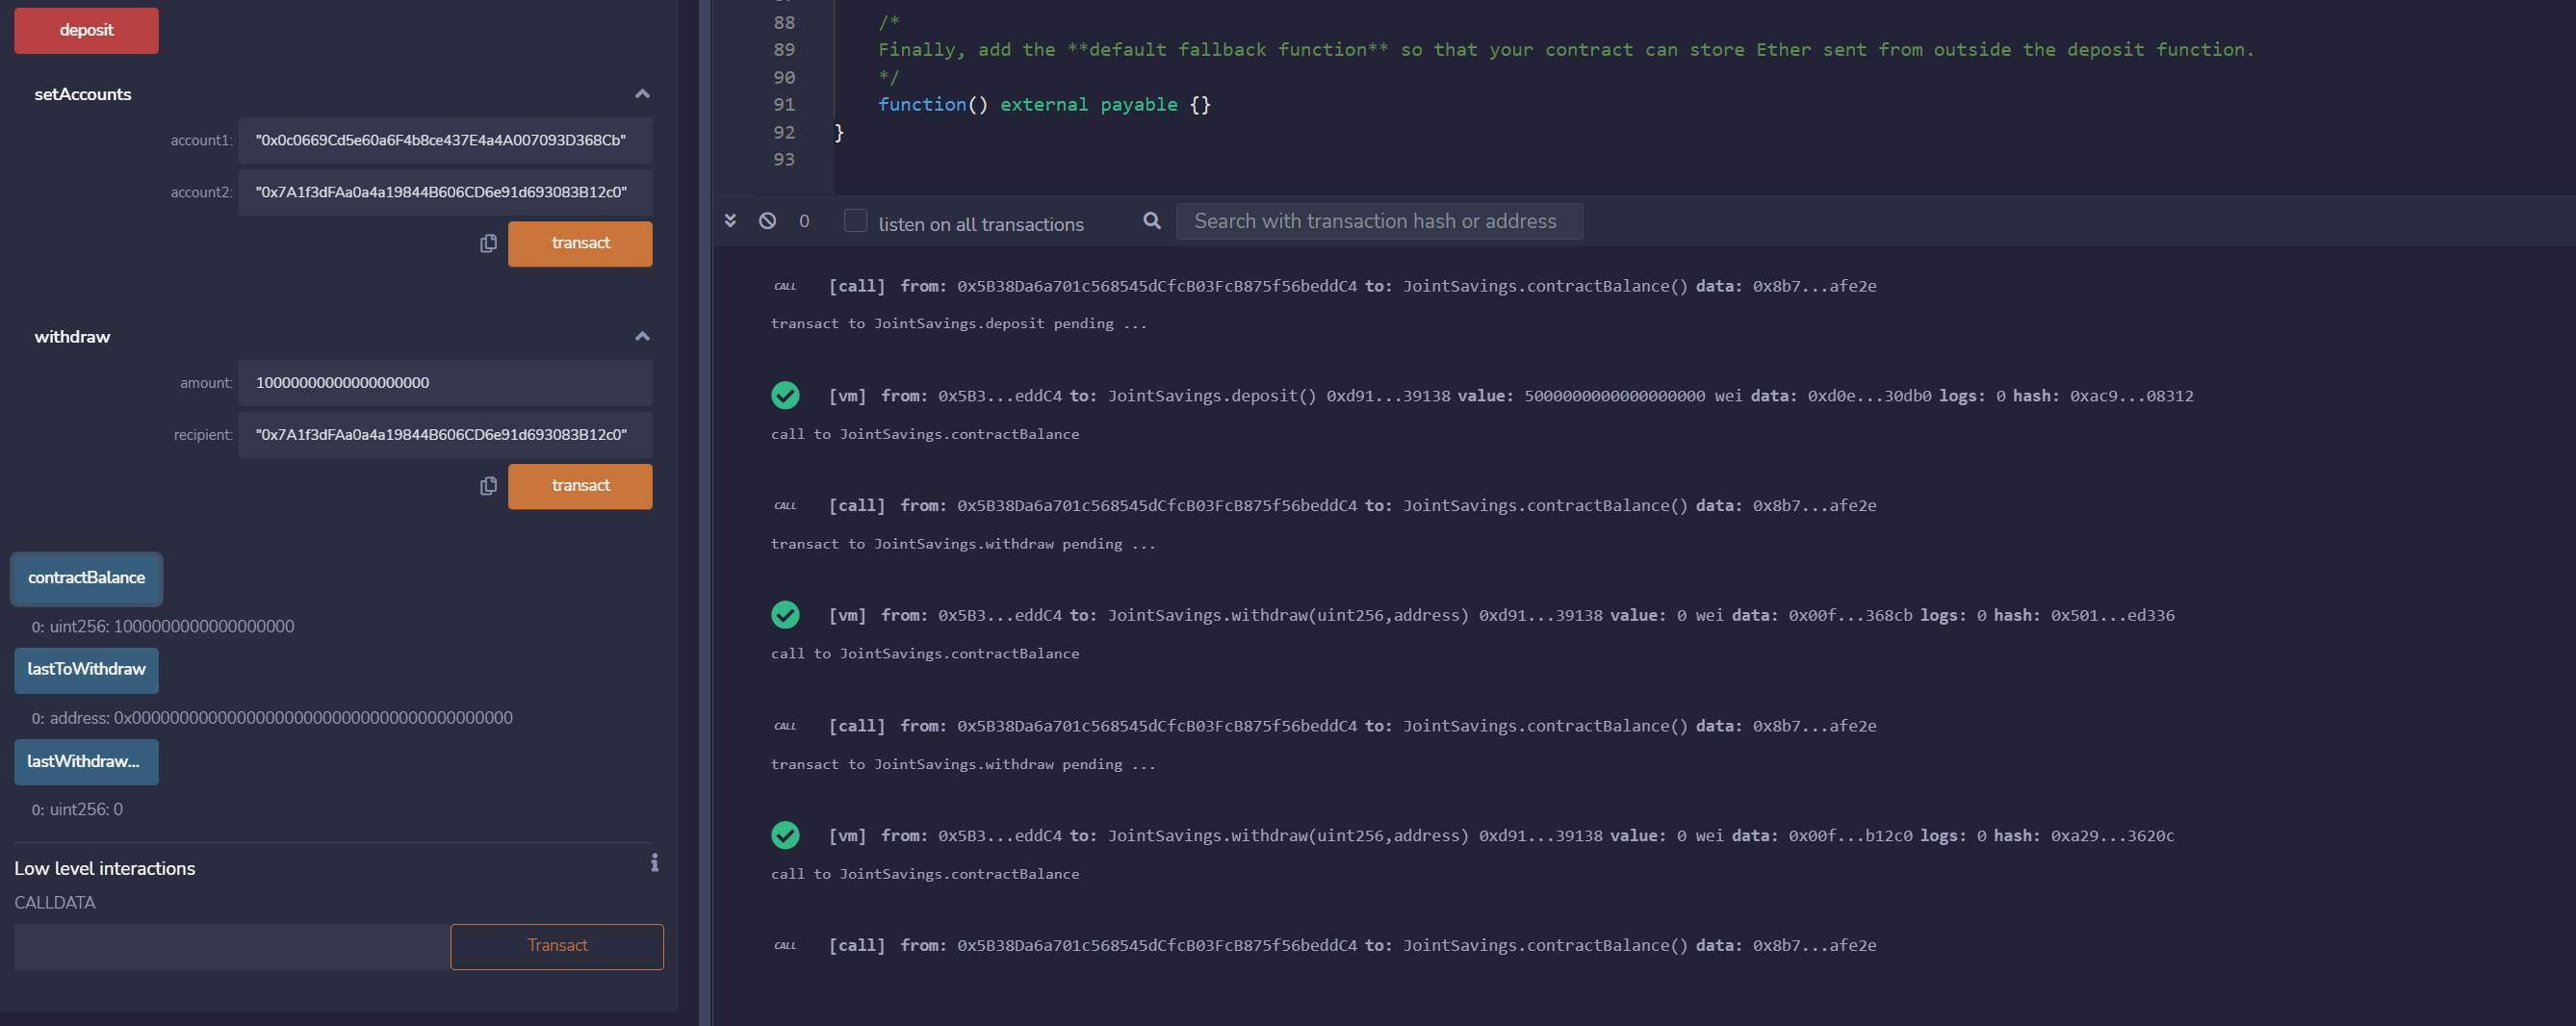 deposit
setAccounts
account1: "0x0c0669Cd5e60a6F4b8ce437E4a4A007093D368Cb"
account2: "0x7A1f3dFAa0a4a19844B606CD6e91d693083B12c0"
transact
withdraw
amount: 10000000000000000000
recipient: "0x7A1f3dFAa0a4a19844B606CD6e91d693083B12c0"
transact
contractBalance
0: uint256: 1000000000000000000
lastToWithdraw
0: address: 0x0000000000000000000000000000000000000000
lastWithdraw...
0: uint256: 0
Low level interactions
CALLDATA
Transact
88 /*
89 Finally, add the **default fallback function** so that your contract can store Ether sent from outside the deposit function.
90 */
91 function() external payable {}
92 }
93
0 listen on all transactions Search with transaction hash or address
CALL [call] from: 0x5B38Da6a701c568545dCfcB03FcB875f56beddC4 to: JointSavings.contractBalance() data: 0x8b7...afe2e
transact to JointSavings.deposit pending ...
[vm] from: 0x5B3...eddC4 to: JointSavings.deposit() 0xd91...39138 value: 5000000000000000000 wei data: 0xd0e...30db0 logs: 0 hash: 0xac9...08312
call to JointSavings.contractBalance
CALL [call] from: 0x5B38Da6a701c568545dCfcB03FcB875f56beddC4 to: JointSavings.contractBalance() data: 0x8b7...afe2e
transact to JointSavings.withdraw pending ...
[vm] from: 0x5B3...eddC4 to: JointSavings.withdraw(uint256,address) 0xd91...39138 value: 0 wei data: 0x00f...368cb logs: 0 hash: 0x501...ed336
call to JointSavings.contractBalance
CALL [call] from: 0x5B38Da6a701c568545dCfcB03FcB875f56beddC4 to: JointSavings.contractBalance() data: 0x8b7...afe2e
transact to JointSavings.withdraw pending ...
[vm] from: 0x5B3...eddC4 to: JointSavings.withdraw(uint256,address) 0xd91...39138 value: 0 wei data: 0x00f...b12c0 logs: 0 hash: 0xa29...3620c
call to JointSavings.contractBalance
CALL [call] from: 0x5B38Da6a701c568545dCfcB03FcB875f56beddC4 to: JointSavings.contractBalance() data: 0x8b7...afe2e